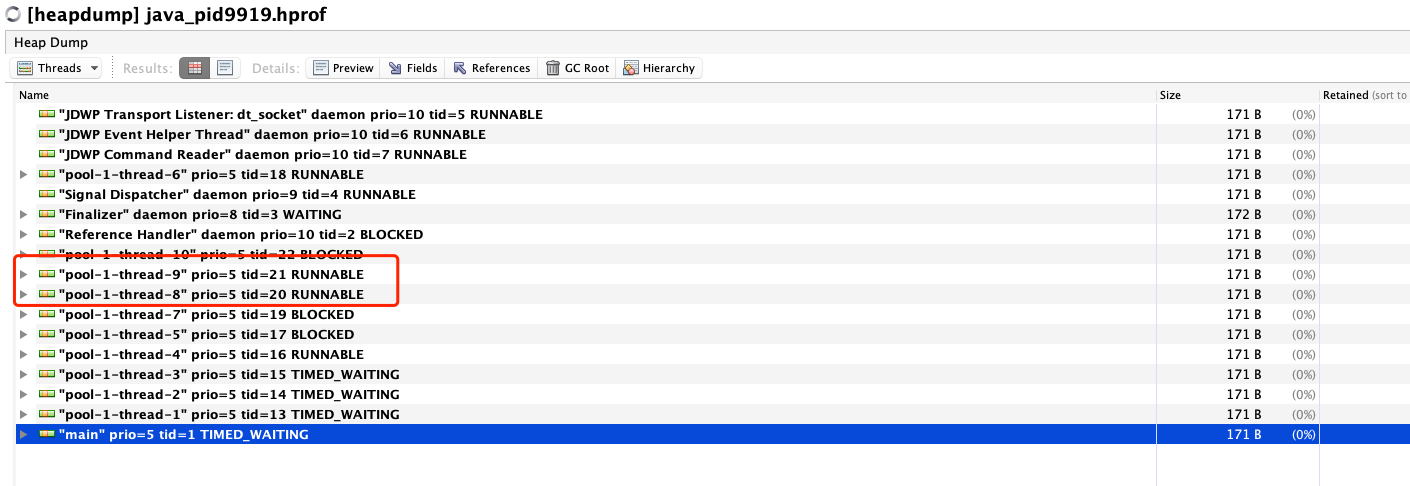 [heapdump] java_pid9919.hprof
Heap Dump
Threads Results: Details: Preview Fields References GC Root Hierarchy
Name Size Retained (sort to
"JDWP Transport Listener: dt_socket" daemon prio=10 tid=5 RUNNABLE 171 B (0%)
"JDWP Event Helper Thread" daemon prio=10 tid=6 RUNNABLE 171 B (0%)
"JDWP Command Reader" daemon prio=10 tid=7 RUNNABLE 171 B (0%)
"pool-1-thread-6" prio=5 tid=18 RUNNABLE 171 B (0%)
"Signal Dispatcher" daemon prio=9 tid=4 RUNNABLE 171 B (0%)
"Finalizer" daemon prio=8 tid=3 WAITING 172 B (0%)
"Reference Handler" daemon prio=10 tid=2 BLOCKED 171 B (0%)
"pool-1-thread-10" prio=5 tid=22 BLOCKED 171 B (0%)
"pool-1-thread-9" prio=5 tid=21 RUNNABLE 171 B (0%)
"pool-1-thread-8" prio=5 tid=20 RUNNABLE 171 B (0%)
"pool-1-thread-7" prio=5 tid=19 BLOCKED 171 B (0%)
"pool-1-thread-5" prio=5 tid=17 BLOCKED 171 B (0%)
"pool-1-thread-4" prio=5 tid=16 RUNNABLE 171 B (0%)
"pool-1-thread-3" prio=5 tid=15 TIMED_WAITING 171 B (0%)
"pool-1-thread-2" prio=5 tid=14 TIMED_WAITING 171 B (0%)
"pool-1-thread-1" prio=5 tid=13 TIMED_WAITING 171 B (0%)
"main" prio=5 tid=1 TIMED_WAITING 171 B (0%)